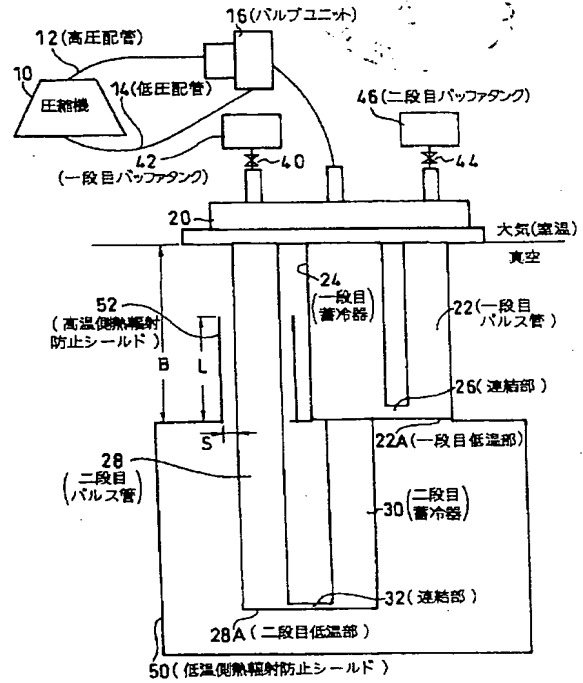 16(バルブユニット)
12(高圧配管)
10
圧縮機
14(低圧配管)
46(二段目バッファタンク)
42
(一段目バッファタンク)
40
44
20
大気(室温)
真空
24
(一段目
蓄冷器)
52
(高温側熱輻射
防止シールド)
B
L
S
22(一段目
パルス管)
26(連結部)
22A(一段目低温部)
28
(二段目
パルス管)
30(二段目
蓄冷器)
32(連結部)
28A(二段目低温部)
50(低温側熱輻射防止シールド)